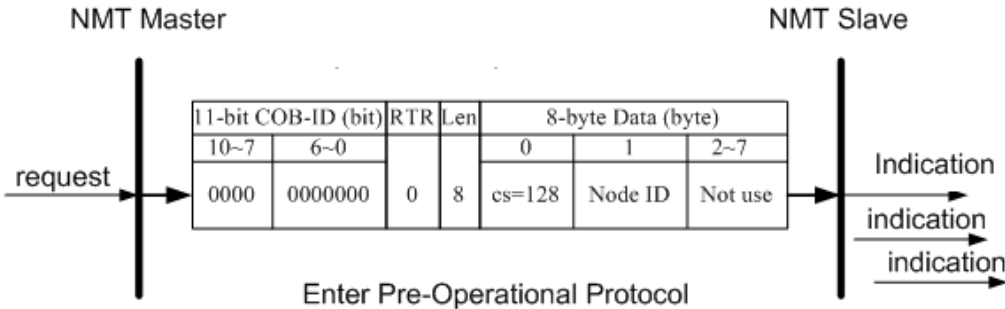 NMT Master NMT Slave
11-bit COB-ID (bit) RTR Len 8-byte Data (byte)
10~7 6~0 0 1 2~7
request 0000 0000000 0 8 cs=128 Node ID Not use Indication
indication
indication
Enter Pre-Operational Protocol